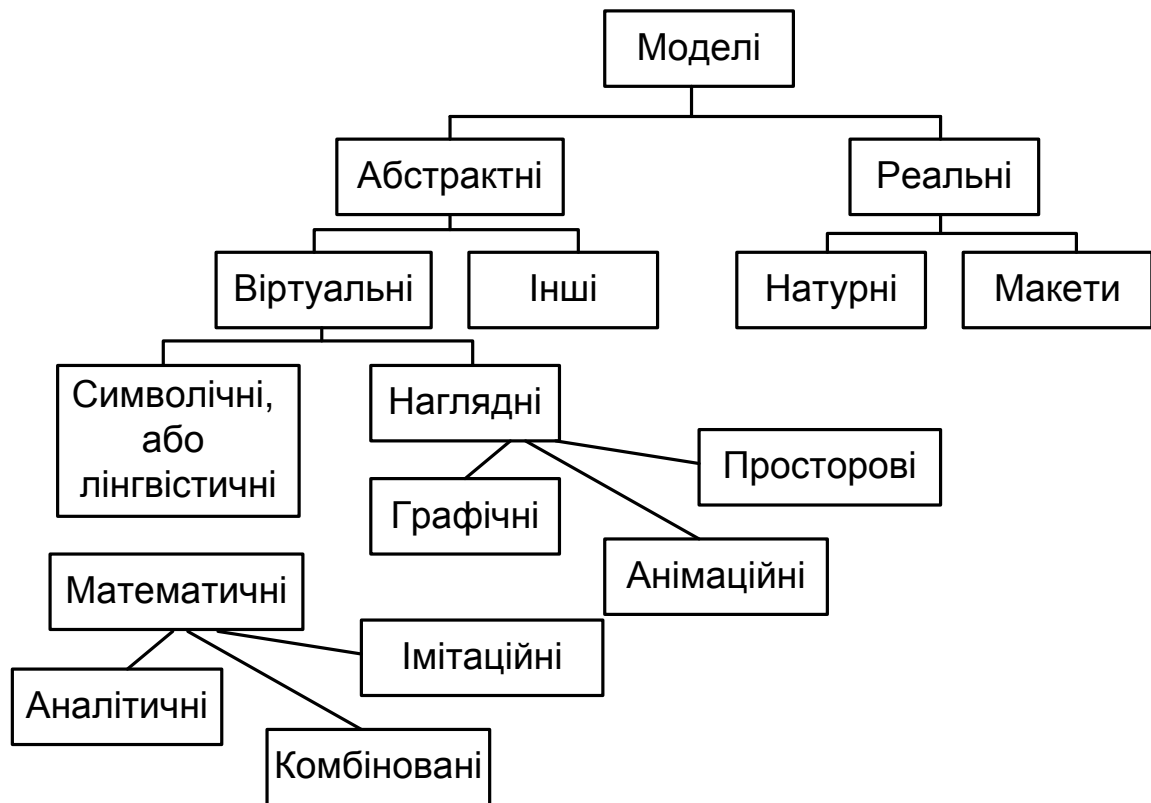 Моделі
Абстрактні
Реальні
Віртуальні
Інші
Натурні
Макети
Символічні,
або
лінгвістичні
Наглядні
Просторові
Графічні
Анімаційні
Математичні
Імітаційні
Аналітичні
Комбіновані